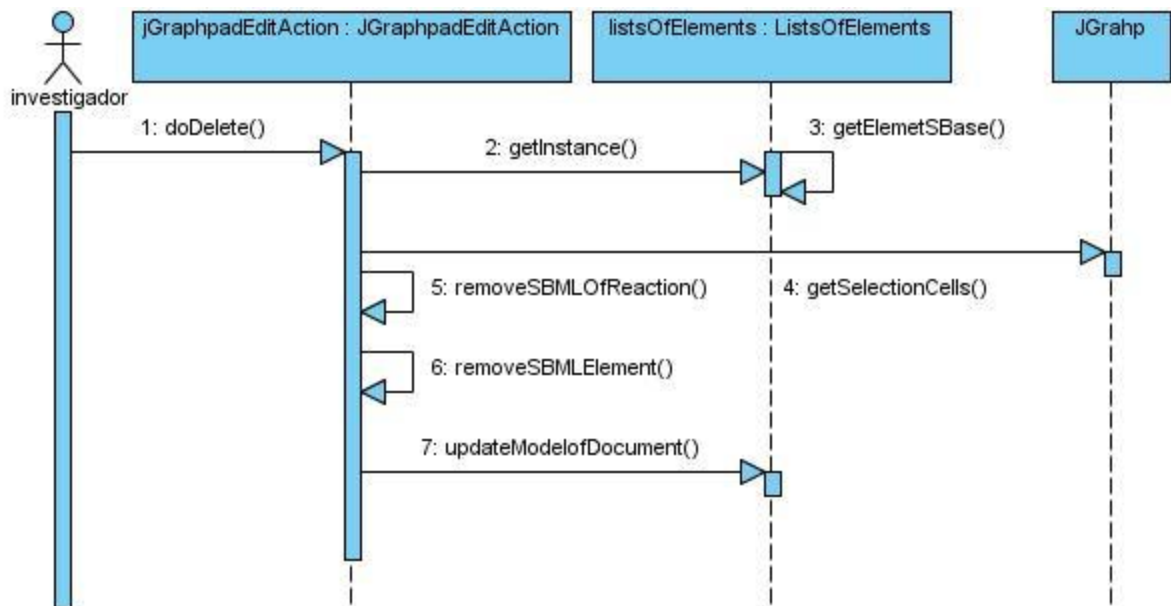 jGraphpadEditAction : JGraphpadEditAction
listsOfElements : ListsOfElements
JGrahp
investigador
1: doDelete()
2: getInstance()
3: getElemetSBase()
4: getSelectionCells()
5: removeSBMLOfReaction()
6: removeSBMLElement()
7: updateModelofDocument()